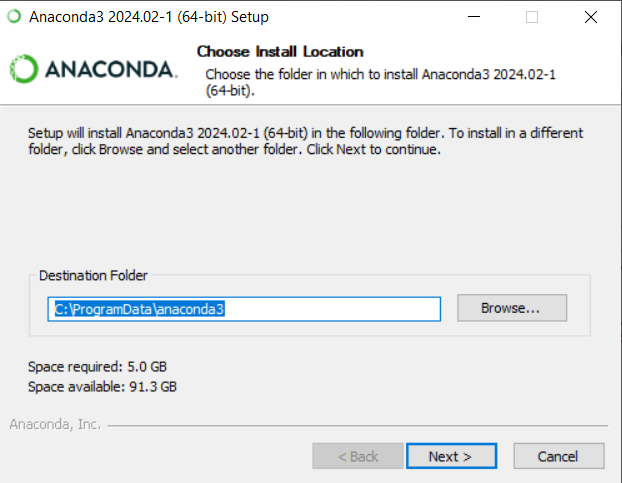 Anaconda3 2024.02-1 (64-bit) Setup
ANACONDA.
Choose Install Location
Choose the folder in which to install Anaconda3 2024.02-1
(64-bit).
Setup will install Anaconda3 2024.02-1 (64-bit) in the following folder. To install in a different
folder, click Browse and select another folder. Click Next to continue.
Destination Folder
C:\ProgramData\anaconda3
Browse...
Space required: 5.0 GB
Space available: 91.3 GB
Anaconda, Inc.
< Back
Next >
Cancel